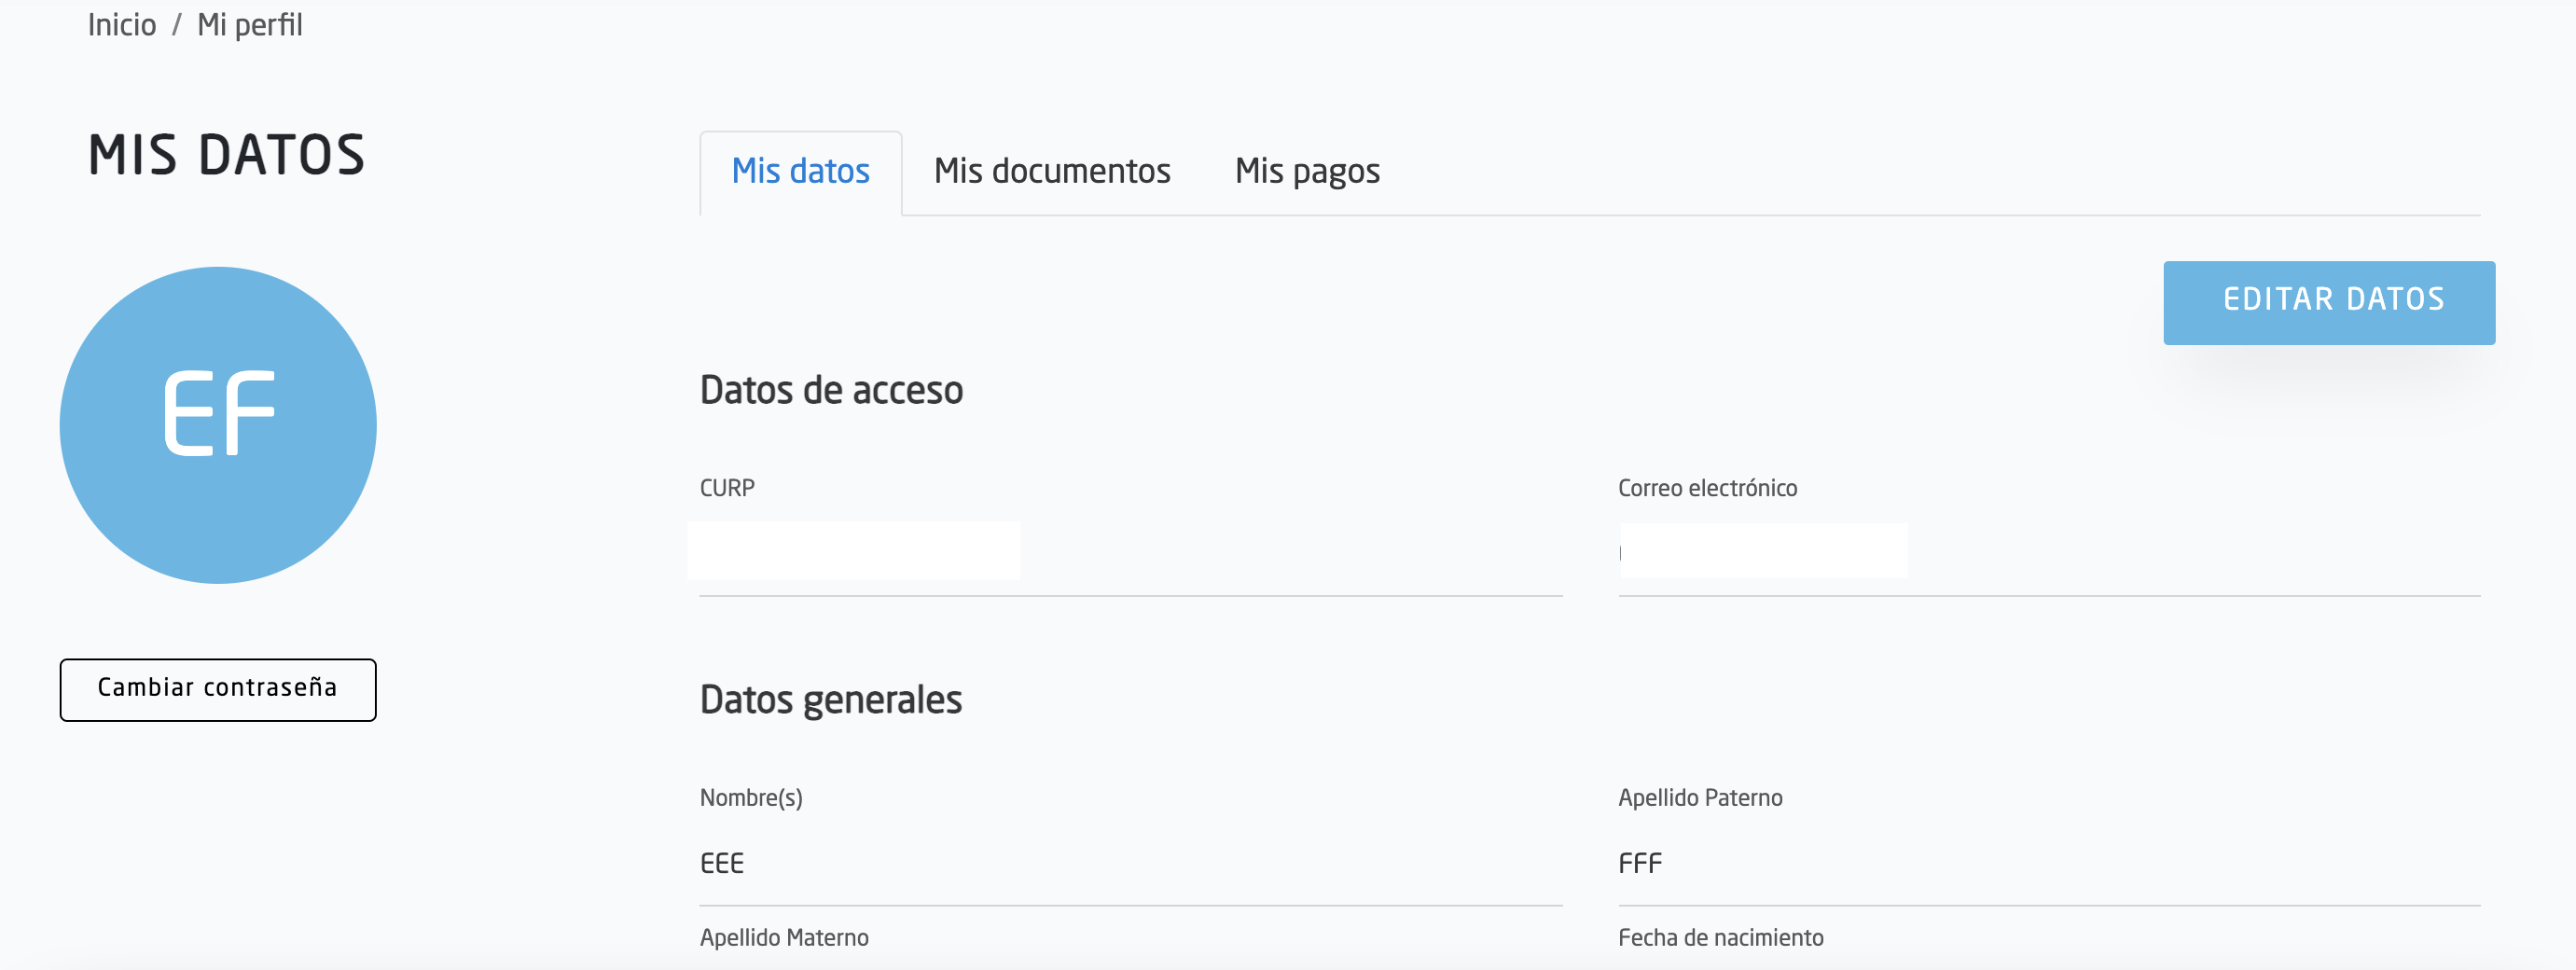 Inicio / Mi perfil
MIS DATOS
Mis datos Mis documentos Mis pagos
EDITAR DATOS
EF
Datos de acceso
CURP Correo electrónico
Cambiar contraseña
Datos generales
Nombre(s) Apellido Paterno
EEE FFF
Apellido Materno Fecha de nacimiento